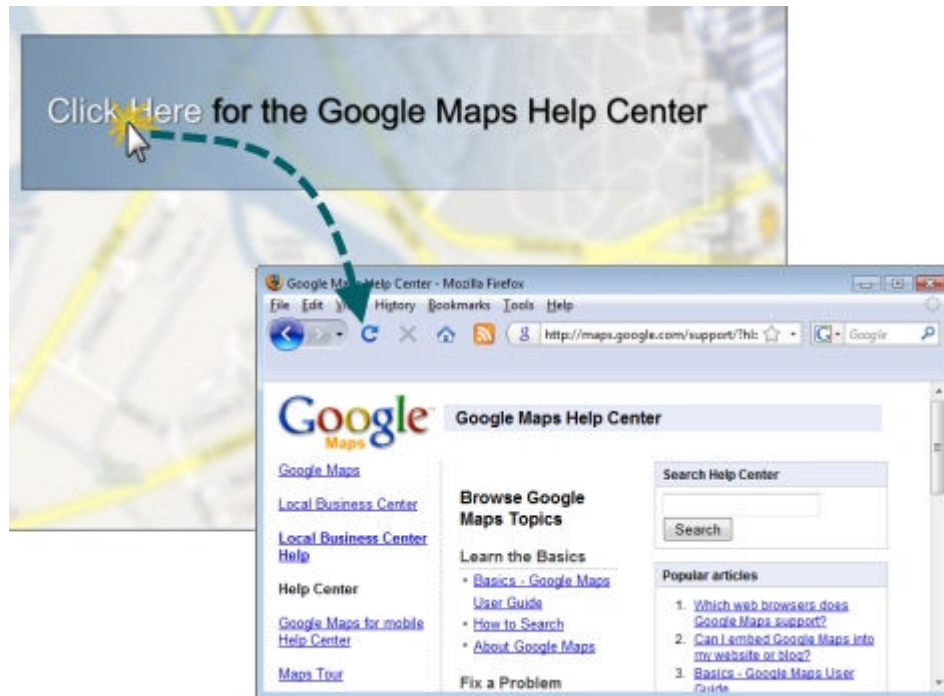 Click Here for the Google Maps Help Center
Google Maps Help Center - Mozilla Firefox
File Edit History Bookmarks Tools Help
http://maps.google.com/support/?hl:
Google
Google
Maps
Google Maps Help Center
Google Maps
Local Business Center
Local Business Center
Help
Help Center
Google Maps for mobile
Help Center
Maps Tour
Browse Google
Maps Topics
Learn the Basics
• Basics - Google Maps
User Guide
• How to Search
• About Google Maps
Fix a Problem
Search Help Center
Search
Popular articles
1. Which web browsers does
Google Maps support?
2. Can I embed Google Maps into
my website or blog?
3. Basics - Google Maps User
Guide